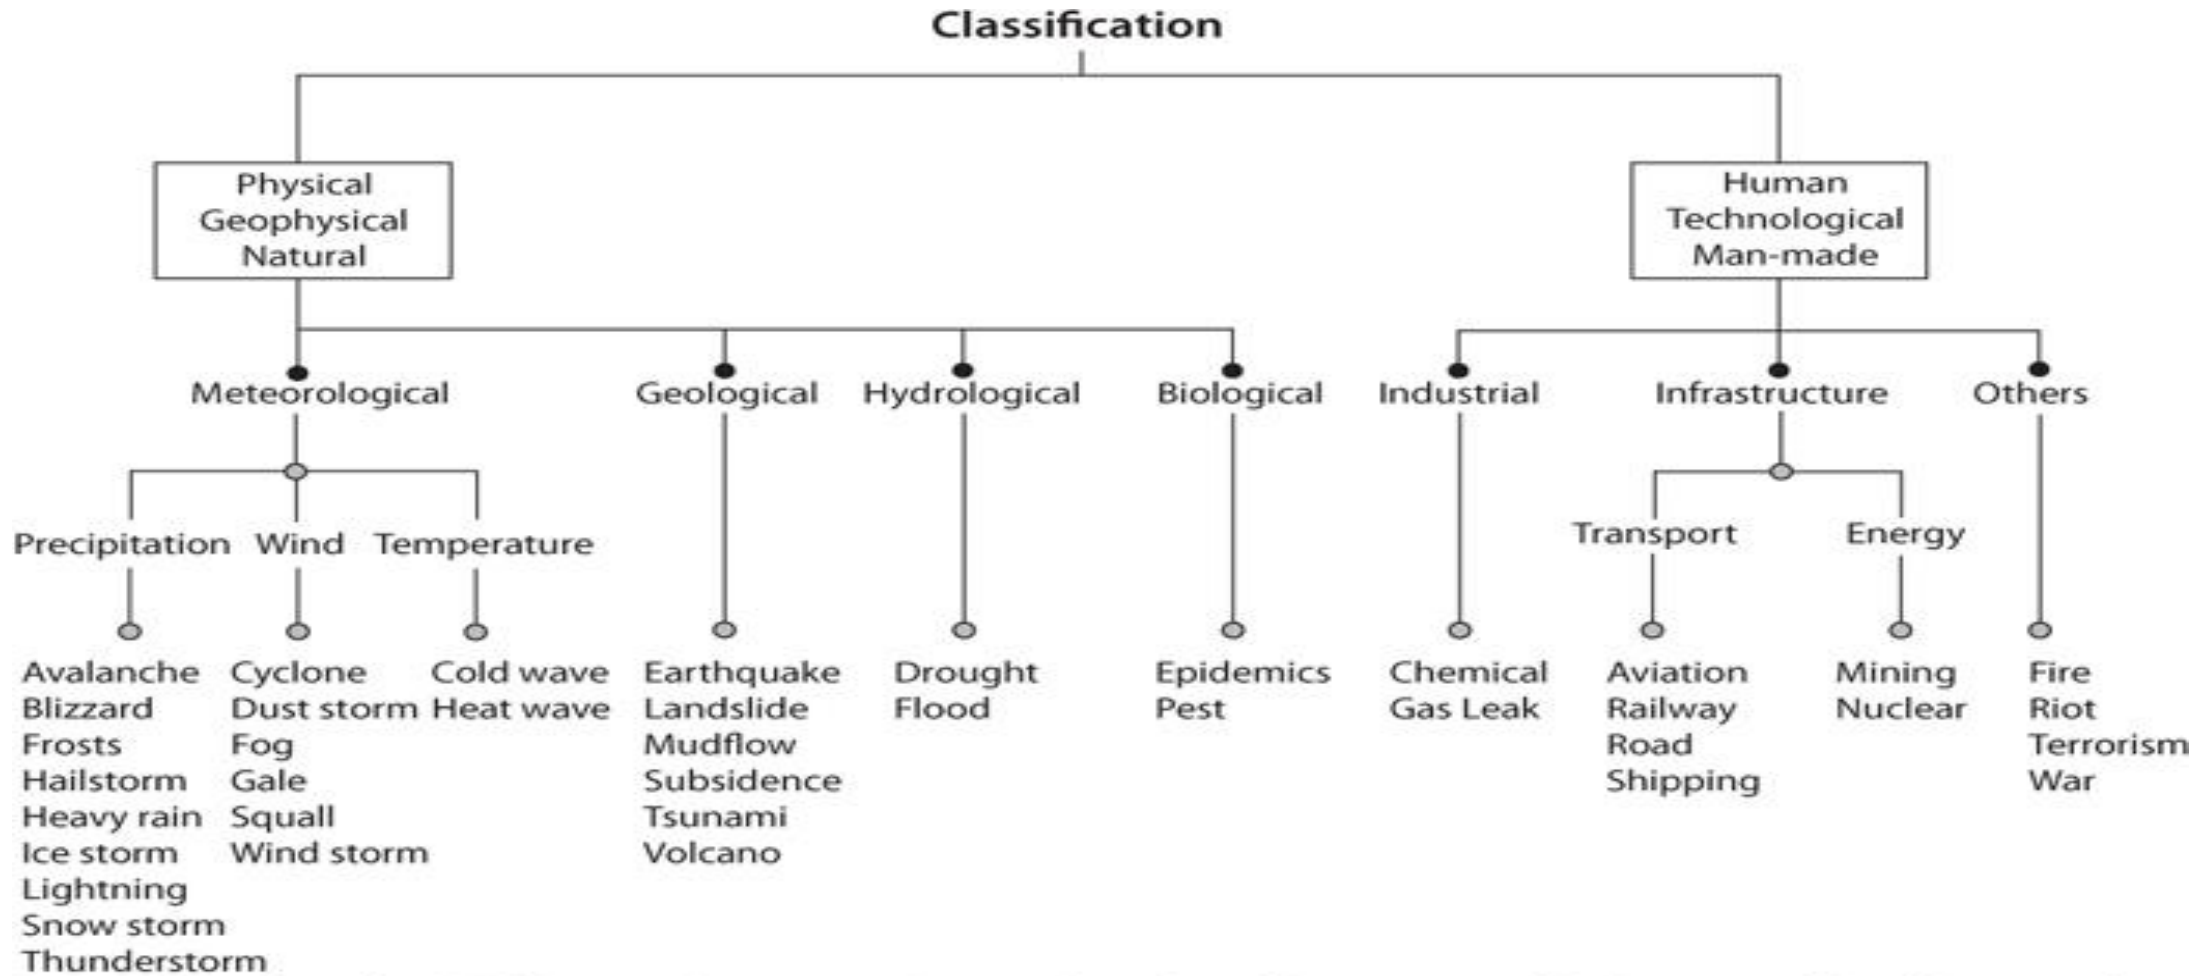 Classification
Physical
Geophysical
Natural
Human
Technological
Man-made
Meteorological
Geological
Hydrological
Biological
Industrial
Infrastructure
Others
Precipitation
Wind
Temperature
Transport
Energy
Avalanche
Blizzard
Frosts
Hailstorm
Heavy rain
Ice storm
Lightning
Snow storm
Thunderstorm
Cyclone
Dust storm
Fog
Gale
Squall
Wind storm
Cold wave
Heat wave
Earthquake
Landslide
Mudflow
Subsidence
Tsunami
Volcano
Drought
Flood
Epidemics
Pest
Chemical
Gas Leak
Aviation
Railway
Road
Shipping
Mining
Nuclear
Fire
Riot
Terrorism
War